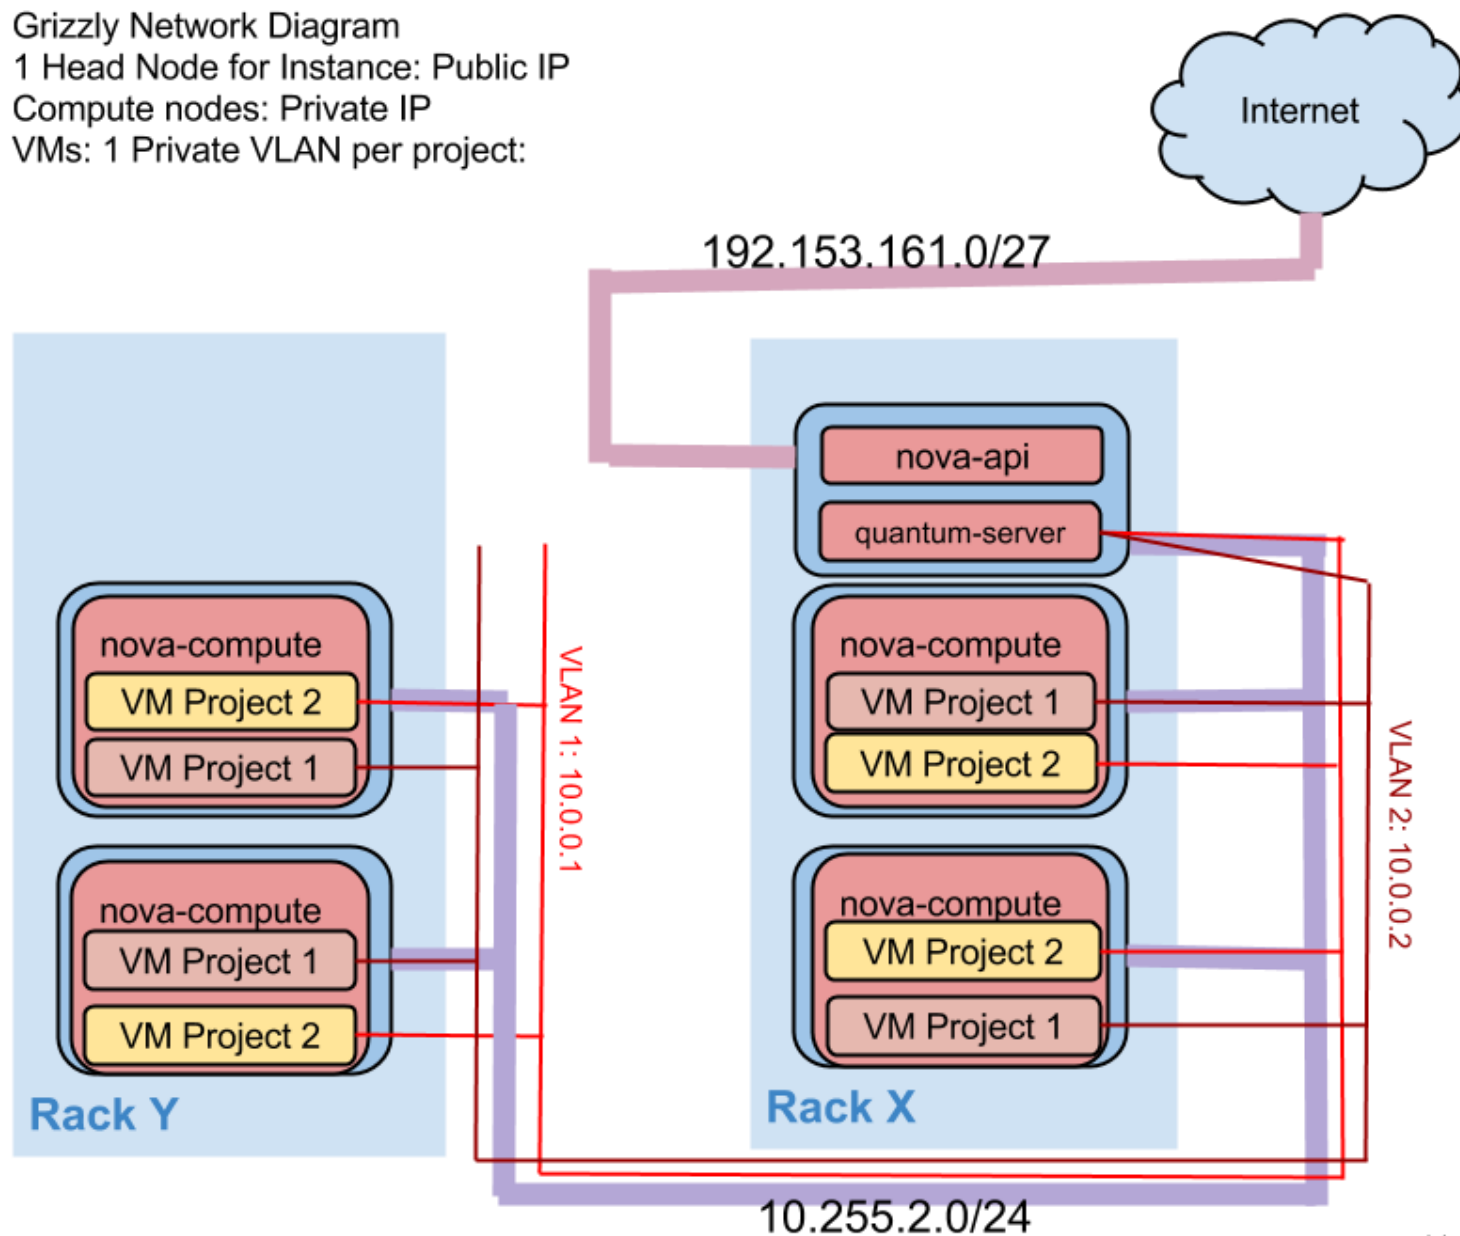 Grizzly Network Diagram
1 Head Node for Instance: Public IP
Compute nodes: Private IP
VMs: 1 Private VLAN per project:
Internet
192.153.161.0/27
nova-api
quantum-server
nova-compute
VM Project 2
VM Project 1
nova-compute
VM Project 1
VM Project 2
Rack Y
VLAN 1: 10.0.0.1
nova-compute
VM Project 1
VM Project 2
nova-compute
VM Project 2
VM Project 1
Rack X
VLAN 2: 10.0.0.2
10.255.2.0/24